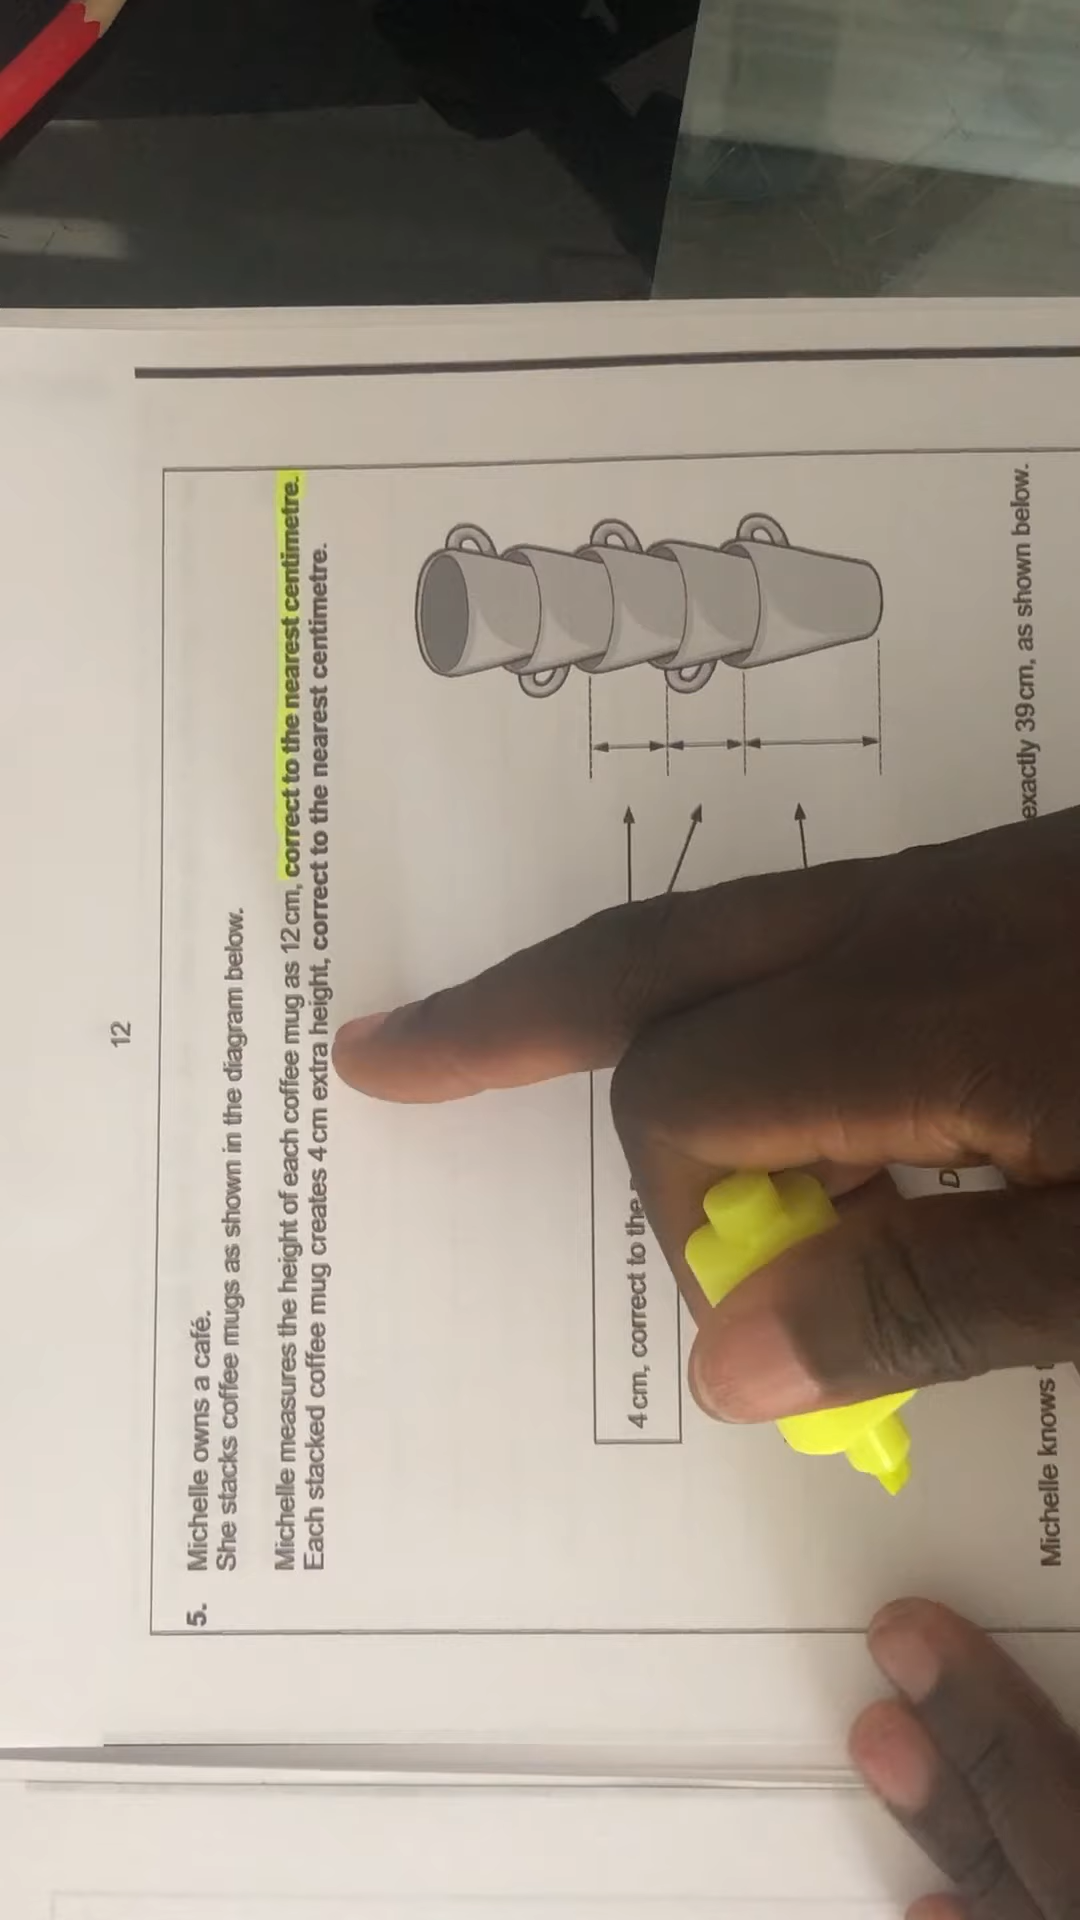 12
5. Michelle owns a café.
She stacks coffee mugs as shown in the diagram below.
Michelle measures the height of each coffee mug as 12 cm, correct to the nearest centimetre.
Each stacked coffee mug creates 4 cm extra height, correct to the nearest centimetre.
4 cm, correct to the
D
Michelle knows
exactly 39 cm, as shown below.